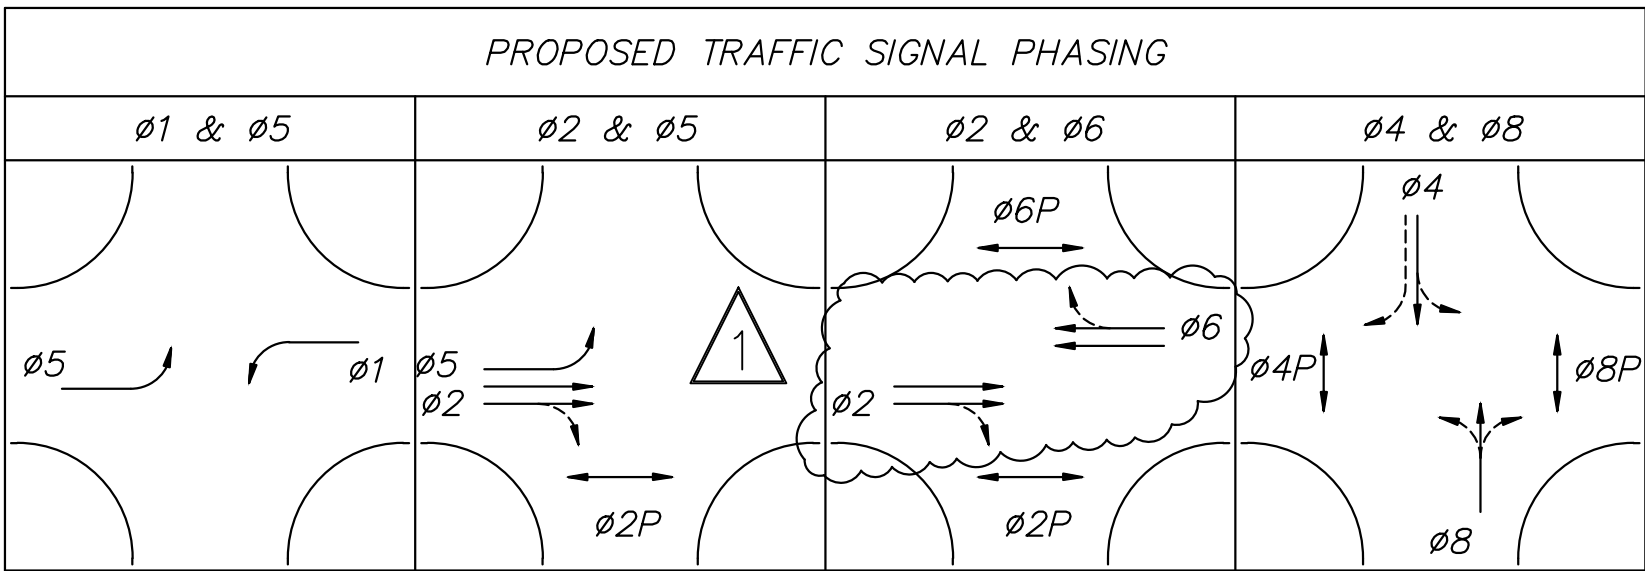 PROPOSED TRAFFIC SIGNAL PHASING
ø1 & ø5
ø2 & ø5
ø2 & ø6
ø4 & ø8
ø5
ø1
ø5
ø2
ø2P
1
ø6P
ø6
ø2
ø2P
ø4
ø4P
ø8P
ø8